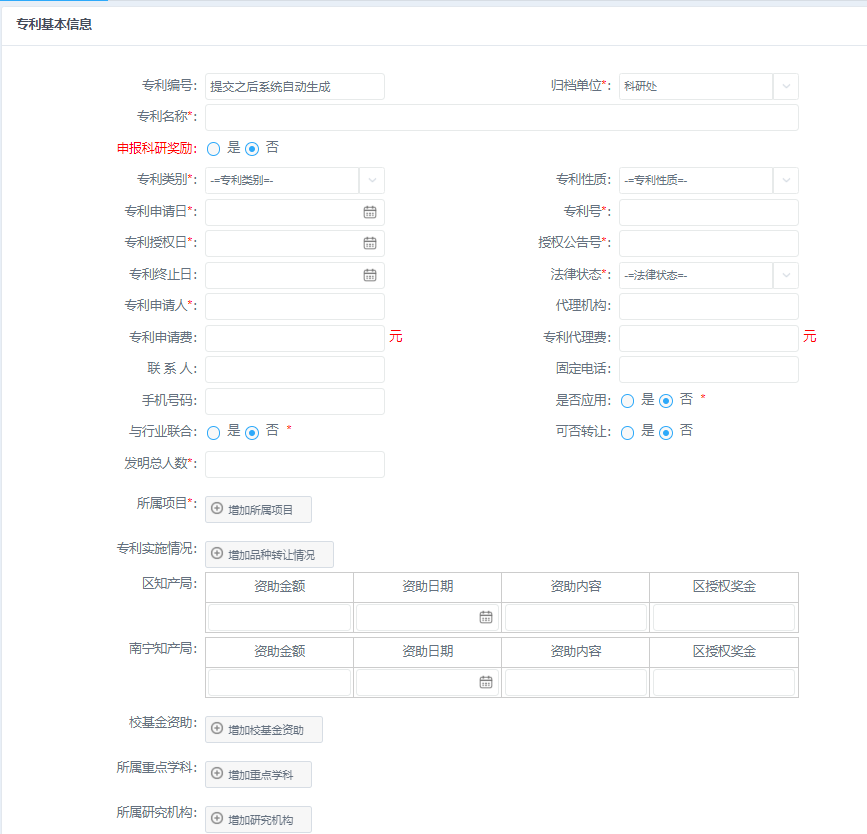 专利基本信息
专利编号: 提交之后系统自动生成 归档单位*: 科研处
专利名称*:
申报科研奖励: 是 否
专利类别*: -=专利类别=- 专利性质: -=专利性质=-
专利申请日*: 专利号*:
专利授权日*: 授权公告号*:
专利终止日: 法律状态*: -=法律状态=-
专利申请人*: 代理机构:
专利申请费: 元 专利代理费: 元
联 系 人: 固定电话:
手机号码: 是否应用: 是 否 *
与行业联合: 是 否 * 可否转让: 是 否
发明总人数*:
所属项目*: 增加所属项目
专利实施情况: 增加品种转让情况
区知产局: 资助金额 资助日期 资助内容 区授权奖金
南宁知产局: 资助金额 资助日期 资助内容 区授权奖金
校基金资助: 增加校基金资助
所属重点学科: 增加重点学科
所属研究机构: 增加研究机构